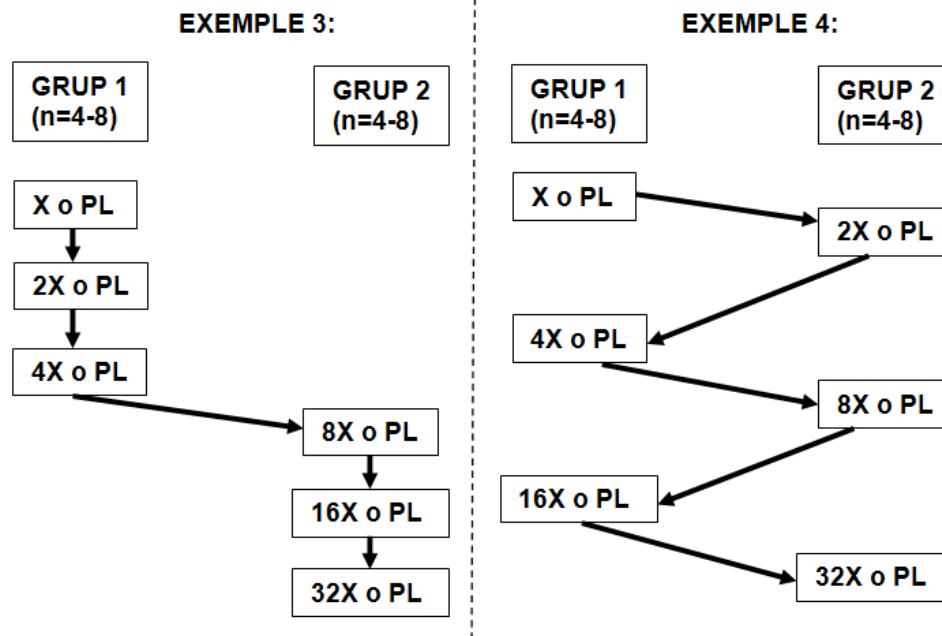 EXEMPLE 3:
GRUP 1
(n=4-8)
GRUP 2
(n=4-8)
X o PL
2X o PL
4X o PL
8X o PL
16X o PL
32X o PL
EXEMPLE 4:
GRUP 1
(n=4-8)
GRUP 2
(n=4-8)
X o PL
2X o PL
4X o PL
8X o PL
16X o PL
32X o PL